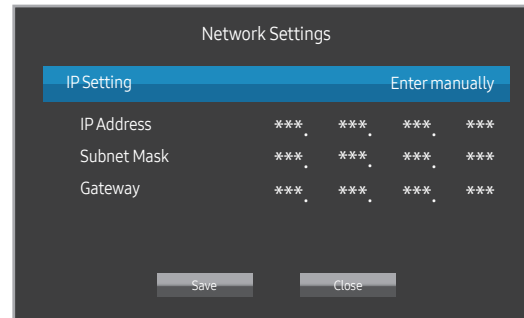 Network Settings
IP Setting Enter manually
IP Address ***. ***. ***. ***
Subnet Mask ***. ***. ***. ***
Gateway ***. ***. ***. ***
Save Close